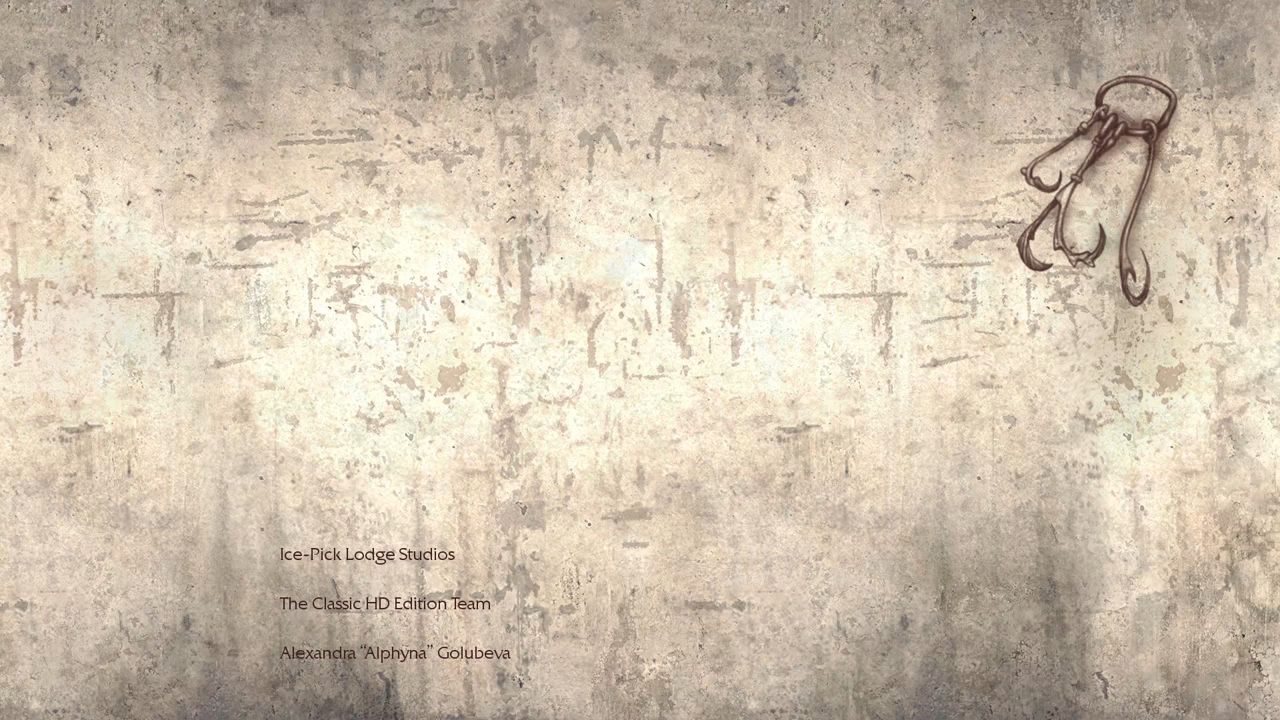 Ice-Pick Lodge Studios
The Classic HD Edition Team
Alexandra “Alphyna” Golubeva